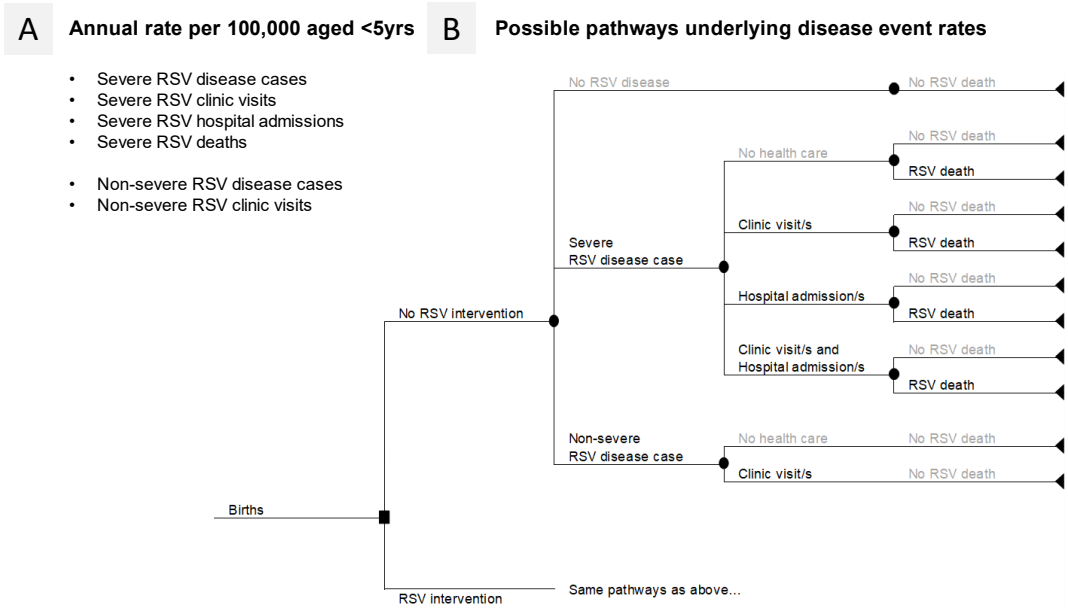 A
Annual rate per 100,000 aged <5yrs
• Severe RSV disease cases
• Severe RSV clinic visits
• Severe RSV hospital admissions
• Severe RSV deaths
• Non-severe RSV disease cases
• Non-severe RSV clinic visits
B
Possible pathways underlying disease event rates
No RSV disease
No RSV death
No health care
No RSV death
RSV death
Clinic visit/s
No RSV death
RSV death
Severe
RSV disease case
Hospital admission/s
No RSV death
RSV death
No RSV intervention
Clinic visit/s and
Hospital admission/s
No RSV death
RSV death
Non-severe
RSV disease case
No health care
No RSV death
Clinic visit/s
No RSV death
Births
RSV intervention
Same pathways as above…